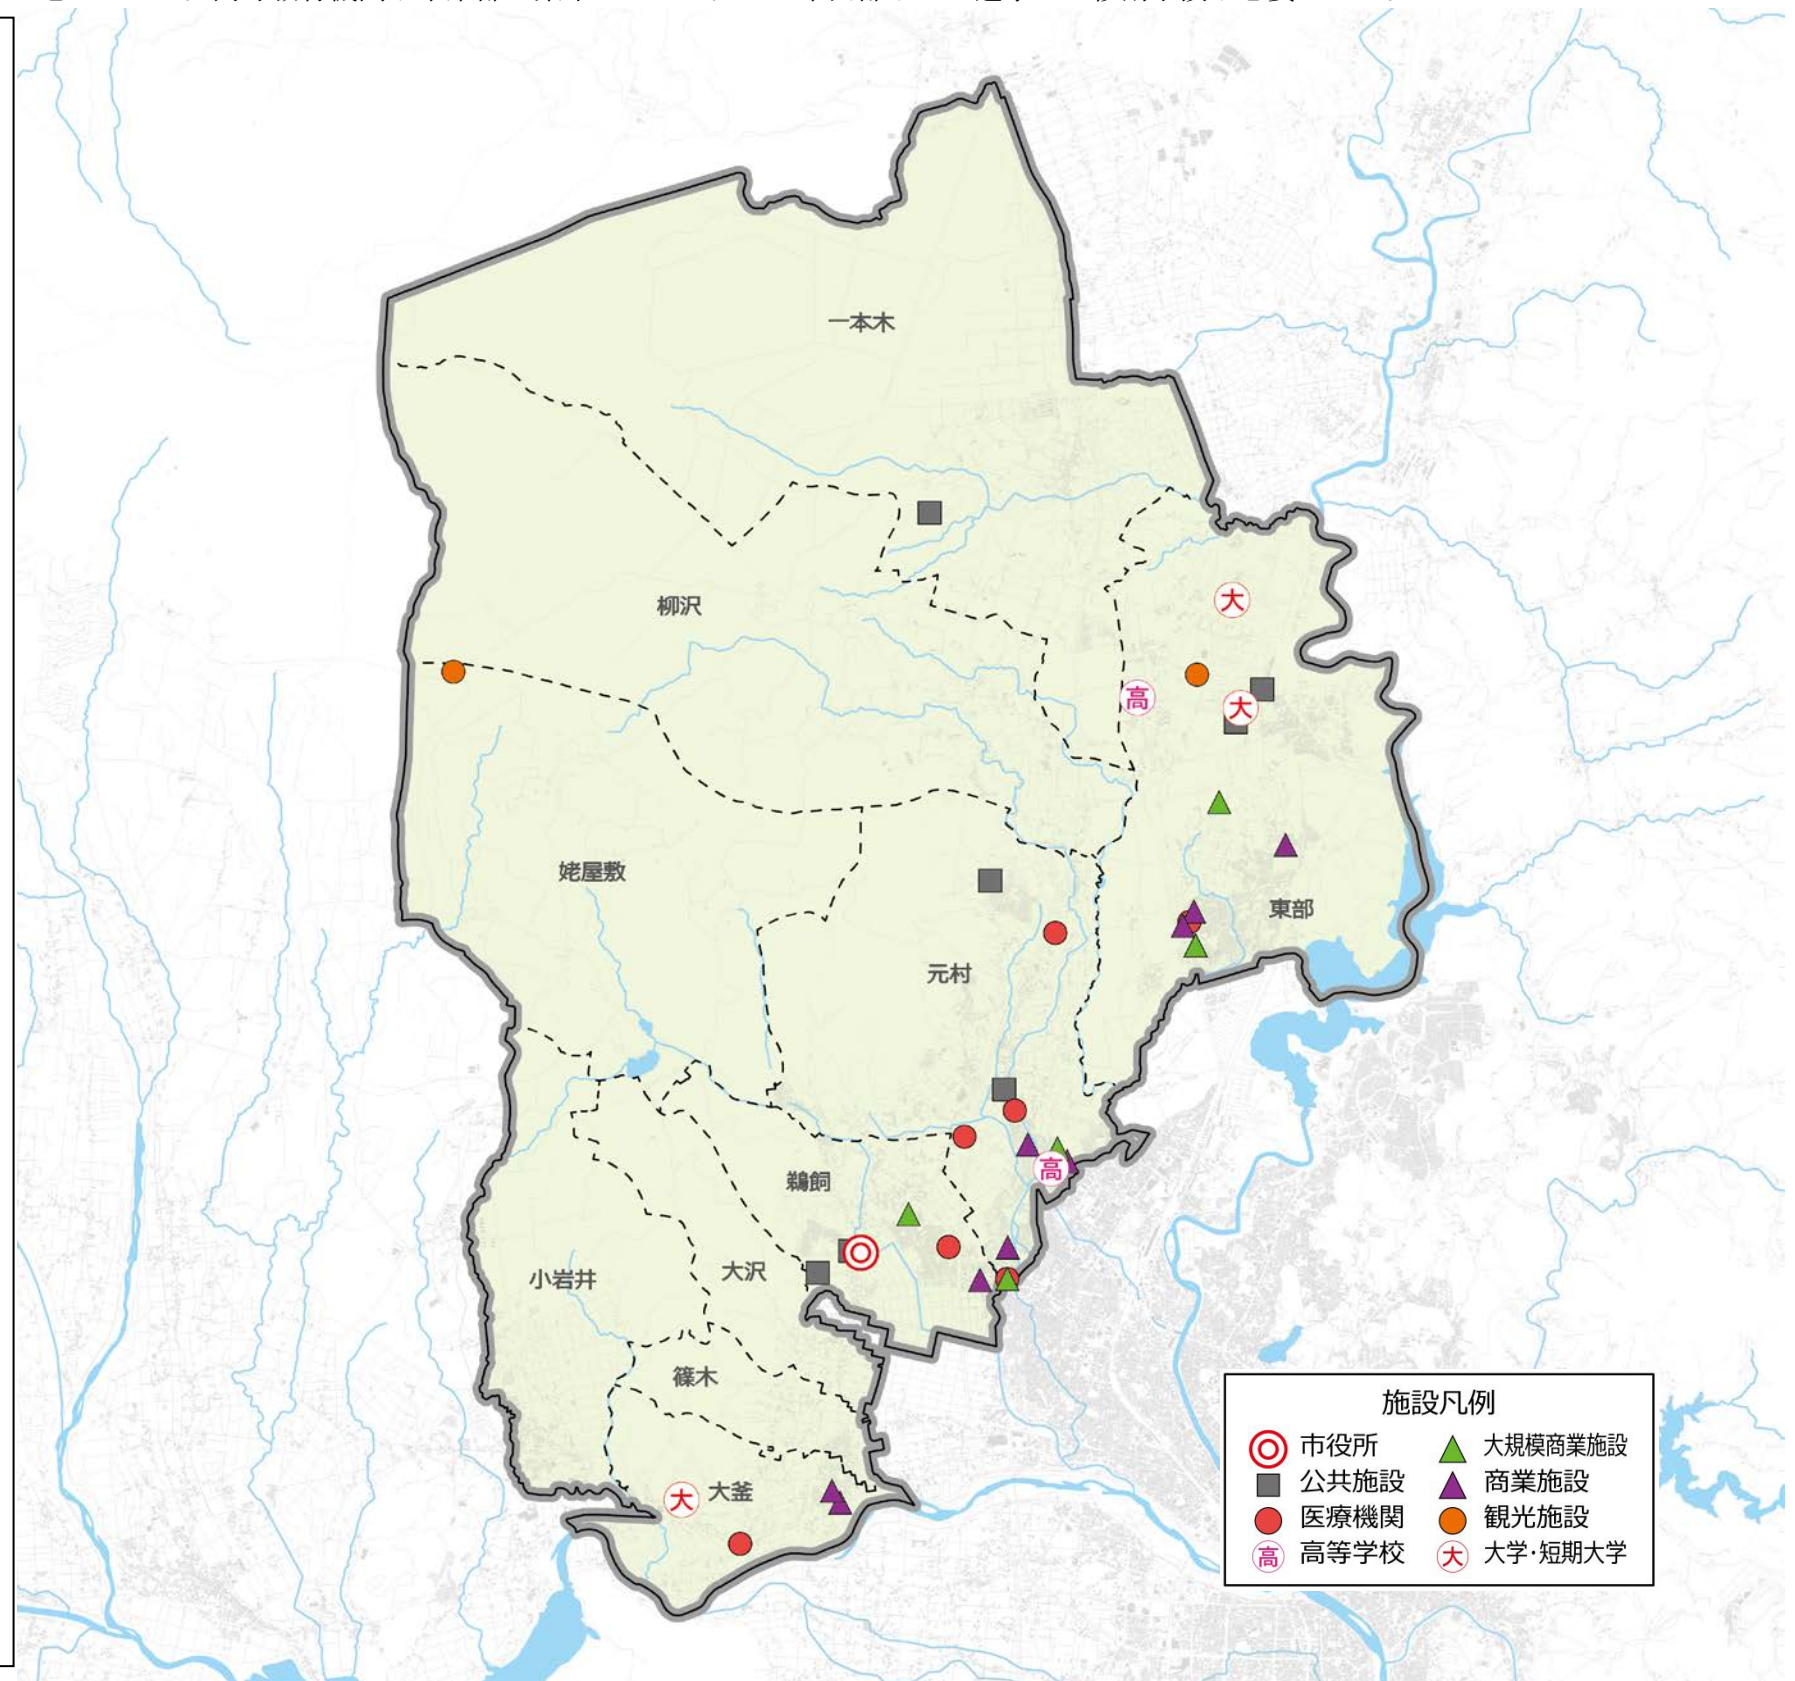 一本木
大
柳沢
高
大
姥屋敷
東部
元村
高
鵜飼
大沢
小岩井
篠木
大釜
大
施設凡例
市役所
大規模商業施設
公共施設
商業施設
医療機関
観光施設
高 高等学校
大 大学・短期大学